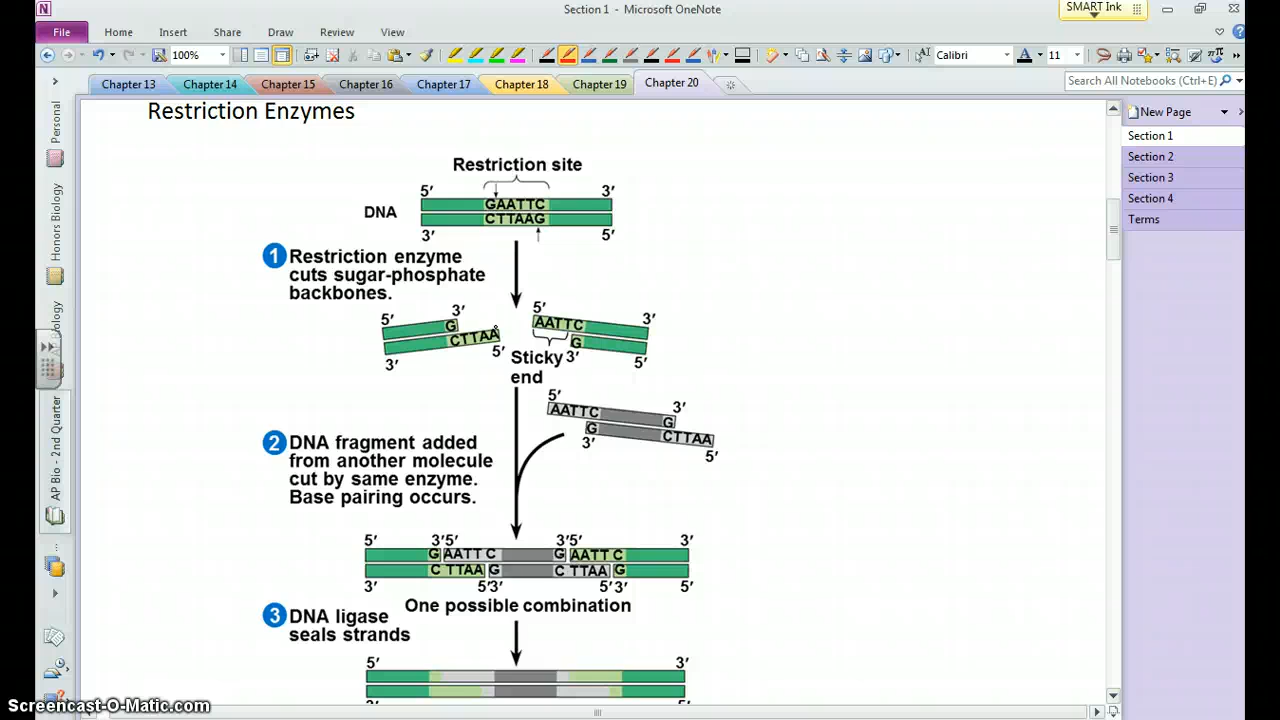 Section 1 - Microsoft OneNote
SMART Ink
File Home Insert Share Draw Review View
100% Calibri 11
Chapter 13 Chapter 14 Chapter 15 Chapter 16 Chapter 17 Chapter 18 Chapter 19 Chapter 20
Search All Notebooks (Ctrl+E)
New Page
Section 1
Section 2
Section 3
Section 4
Terms
Personal
Honors Biology
AP Bio - 2nd Quarter
Restriction Enzymes
Restriction site
5′ 3′
DNA
GAATTC
CTTAAG
3′ 5′
1 Restriction enzyme
cuts sugar-phosphate
backbones.
5′ 3′ 5′ 3′
G AATTC
CTTAA G
3′ 5′ 3′ 5′
Sticky
end
5′ 3′
AATTC G
G CTTAA
3′ 5′
2 DNA fragment added
from another molecule
cut by same enzyme.
Base pairing occurs.
5′ 3′5′ 3′5′ 3′
G AATT C G AATT C
C TTAA G C TTAA G
3′ 5′3′ 5′3′ 5′
One possible combination
3 DNA ligase
seals strands
5′ 3′
Screencast-O-Matic.com